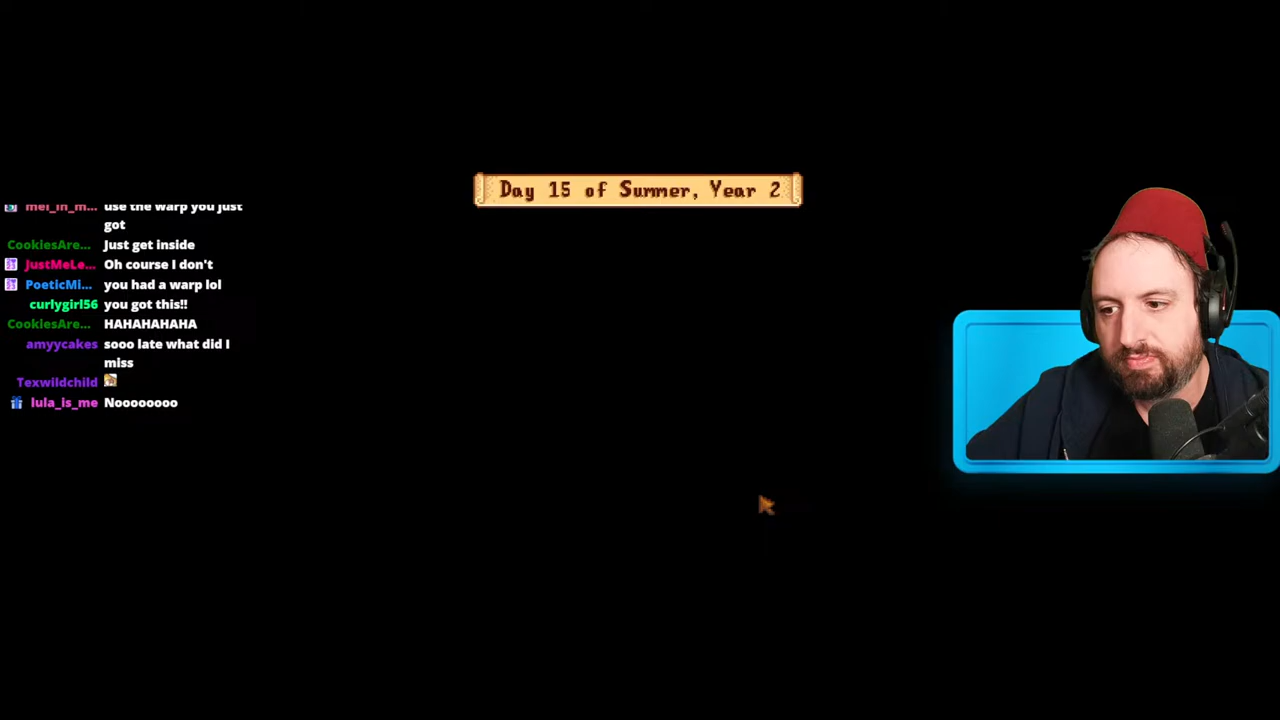 Day 15 of Summer, Year 2
mei_in_m... use the warp you just
got
CookiesAre... Just get inside
JustMeLe... Oh course I don't
PoeticMi... you had a warp lol
curlygirl56 you got this!!
CookiesAre... HAHAHAHAHA
amyycakes sooo late what did I
miss
Texwildchild
lula_is_me Noooooooo